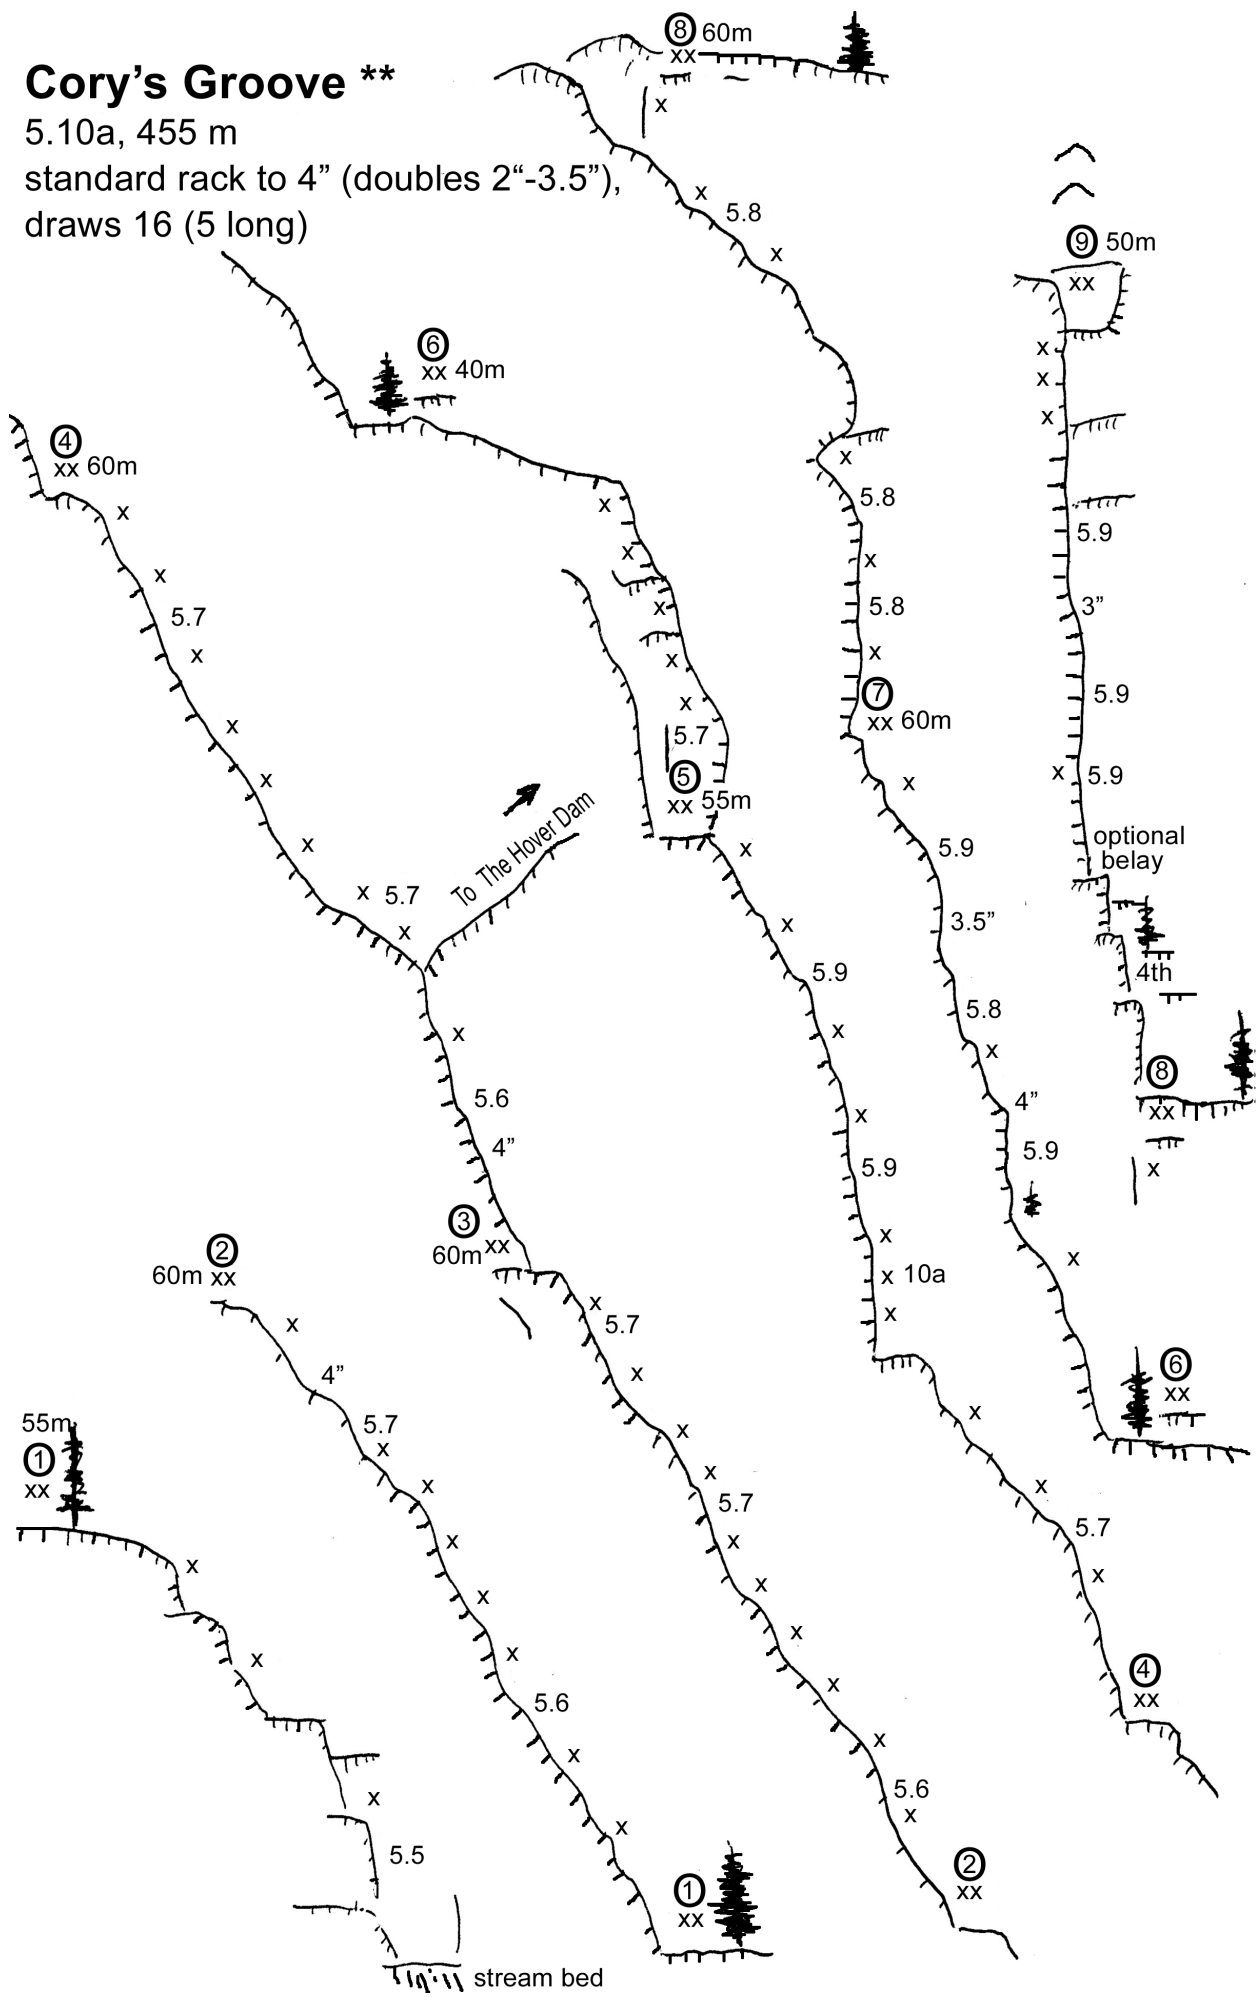 Cory's Groove **
5.10a, 455 m
standard rack to 4” (doubles 2“-3.5”),
draws 16 (5 long)
55m
1
xx
x
x
x
5.5
stream bed
2
60m xx
x
4”
5.7
x
x
x
x
x
5.6
x
x
1
xx
3
60m xx
x
5.7
x
x
x
5.7
x
x
x
x
x
5.6
x
2
xx
4
xx 60m
x
x
5.7
x
x
x
x
x 5.7
x
To The Hover Dam
x
5.6
4”
5
xx 55m
x
x
5.9
x
x
5.9
x
x 10a
x
x
x
5.7
x
4
xx
6
xx 40m
x
x
x
x
x
5.7
7
xx 60m
x
5.9
3.5”
5.8
x
4”
5.9
x
6
xx
8 60m
xx
x
x
5.8
x
x
5.8
x
5.8
x
9 50m
xx
x
x
x
5.9
3”
5.9
x 5.9
optional
belay
4th
8
xx
x